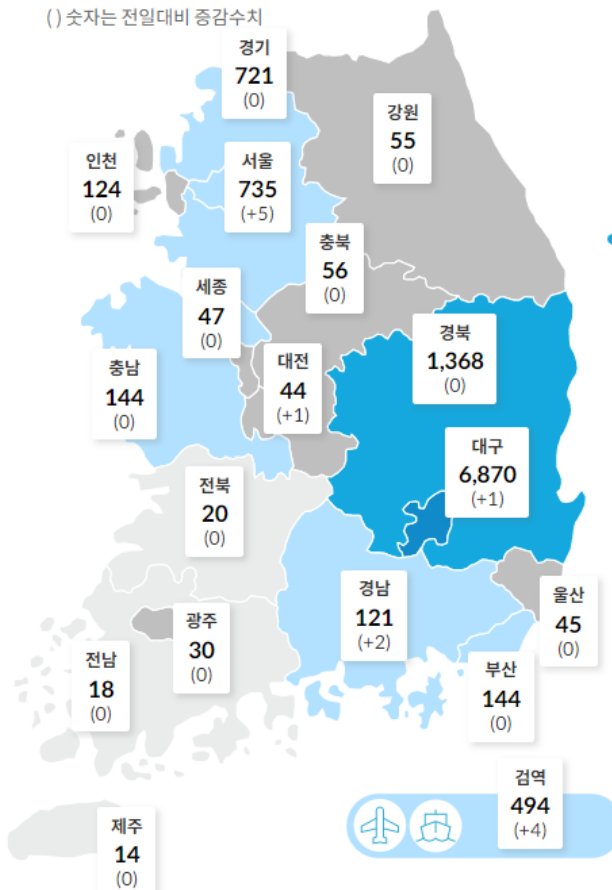 ( ) 숫자는 전일대비 증감수치
경기
721
(0)
강원
55
(0)
인천
124
(0)
서울
735
(+5)
충북
56
(0)
세종
47
(0)
경북
1,368
(0)
대전
44
(+1)
충남
144
(0)
대구
6,870
(+1)
전북
20
(0)
경남
121
(+2)
울산
45
(0)
광주
30
(0)
전남
18
(0)
부산
144
(0)
검역
494
(+4)
제주
14
(0)